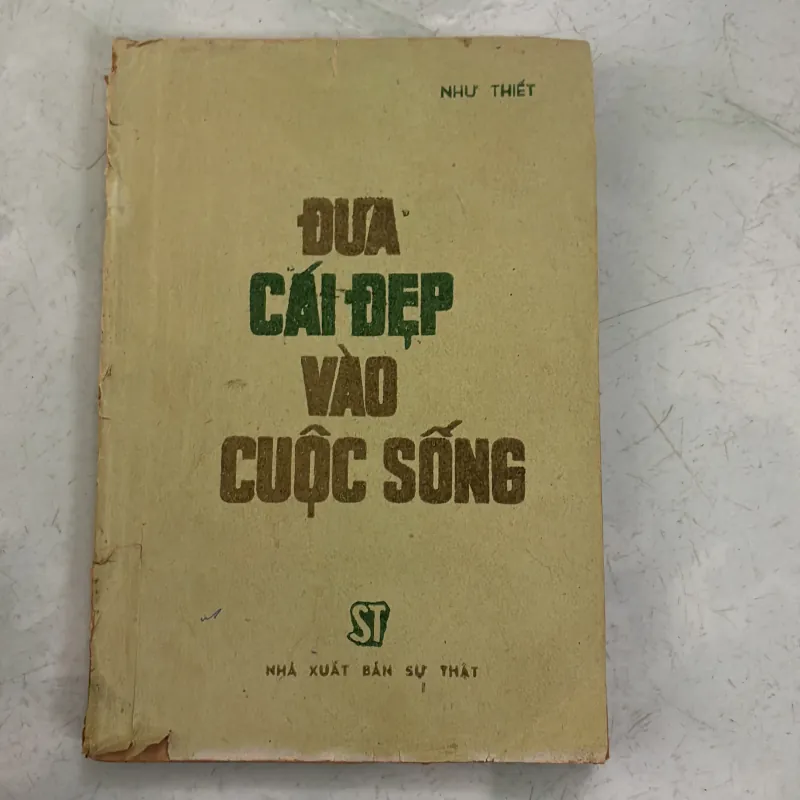 NHƯ THIẾT
ĐƯA
CÁI ĐẸP
VÀO
CUỘC SỐNG
ST
NHÀ XUẤT BẢN SỰ THẬT